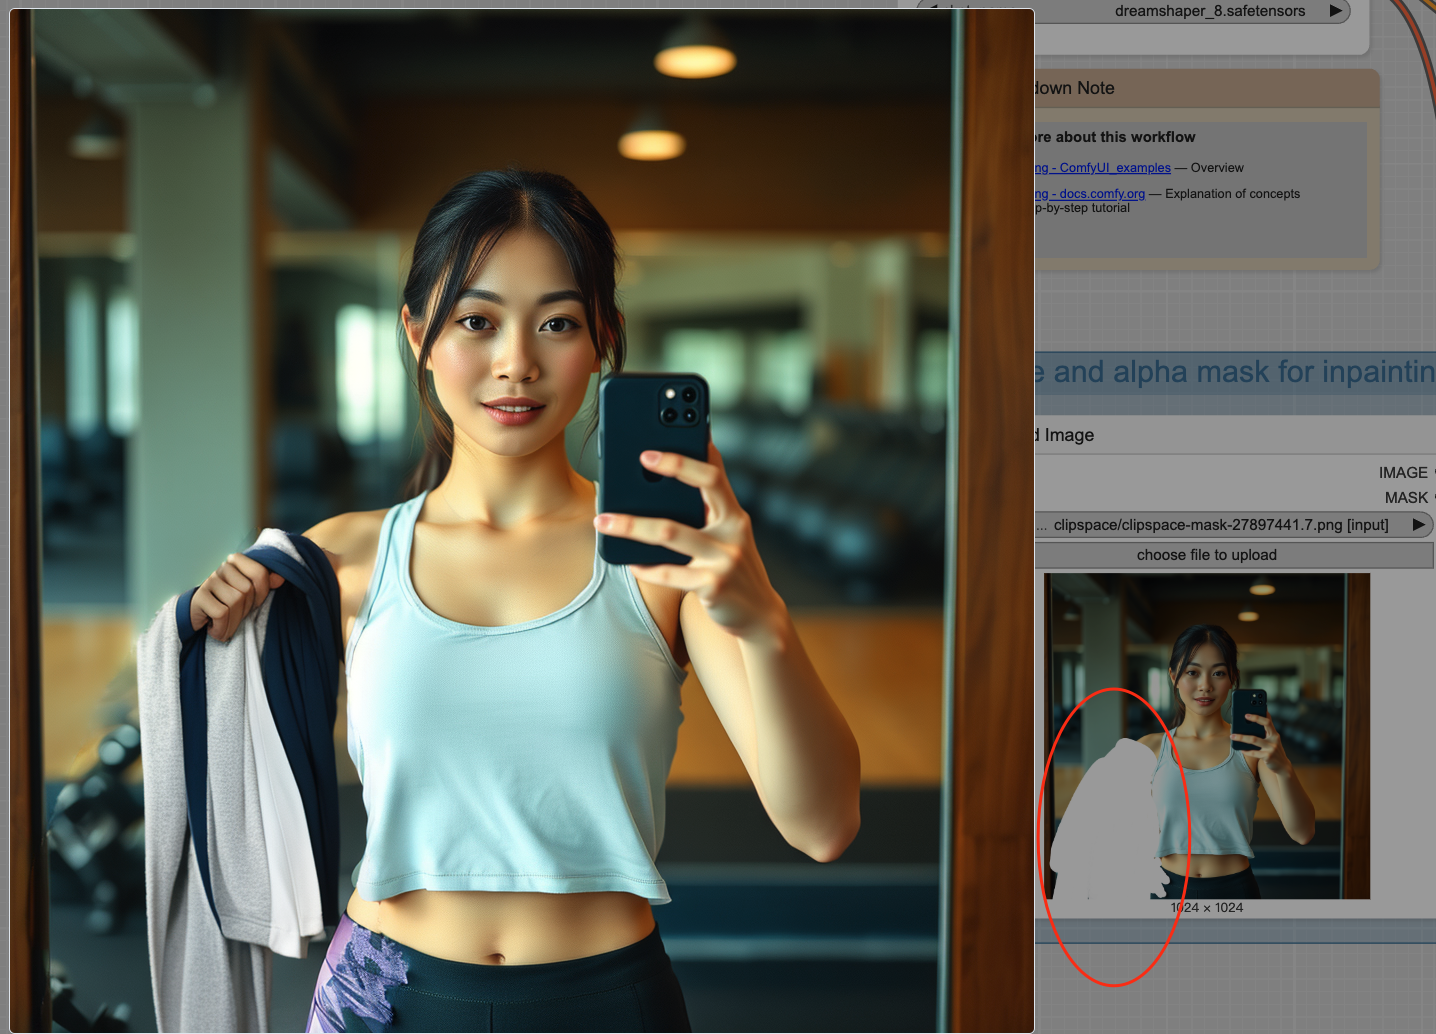 dreamshaper_8.safetensors
down Note
re about this workflow
ng - ComfyUI_examples — Overview
ng - docs.comfy.org — Explanation of concepts
p-by-step tutorial
e and alpha mask for inpaintin
d Image
IMAGE
MASK
... clipspace/clipspace-mask-27897441.7.png [input]
choose file to upload
1024 × 1024